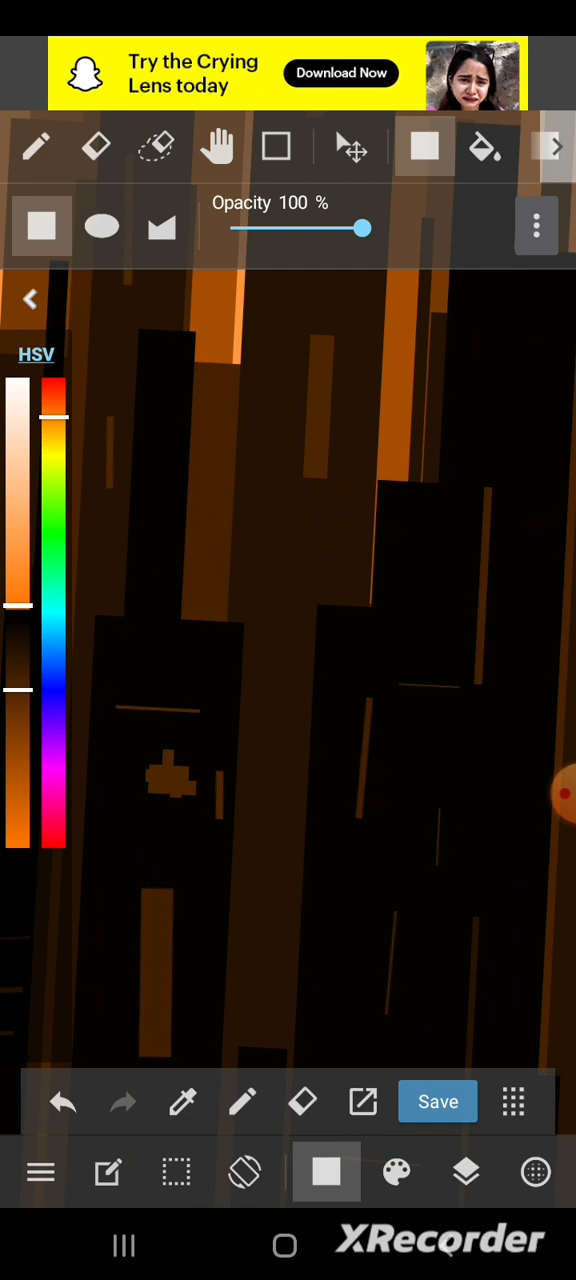 Try the Crying
Lens today
Download Now
Opacity 100 %
HSV
Save
XRecorder